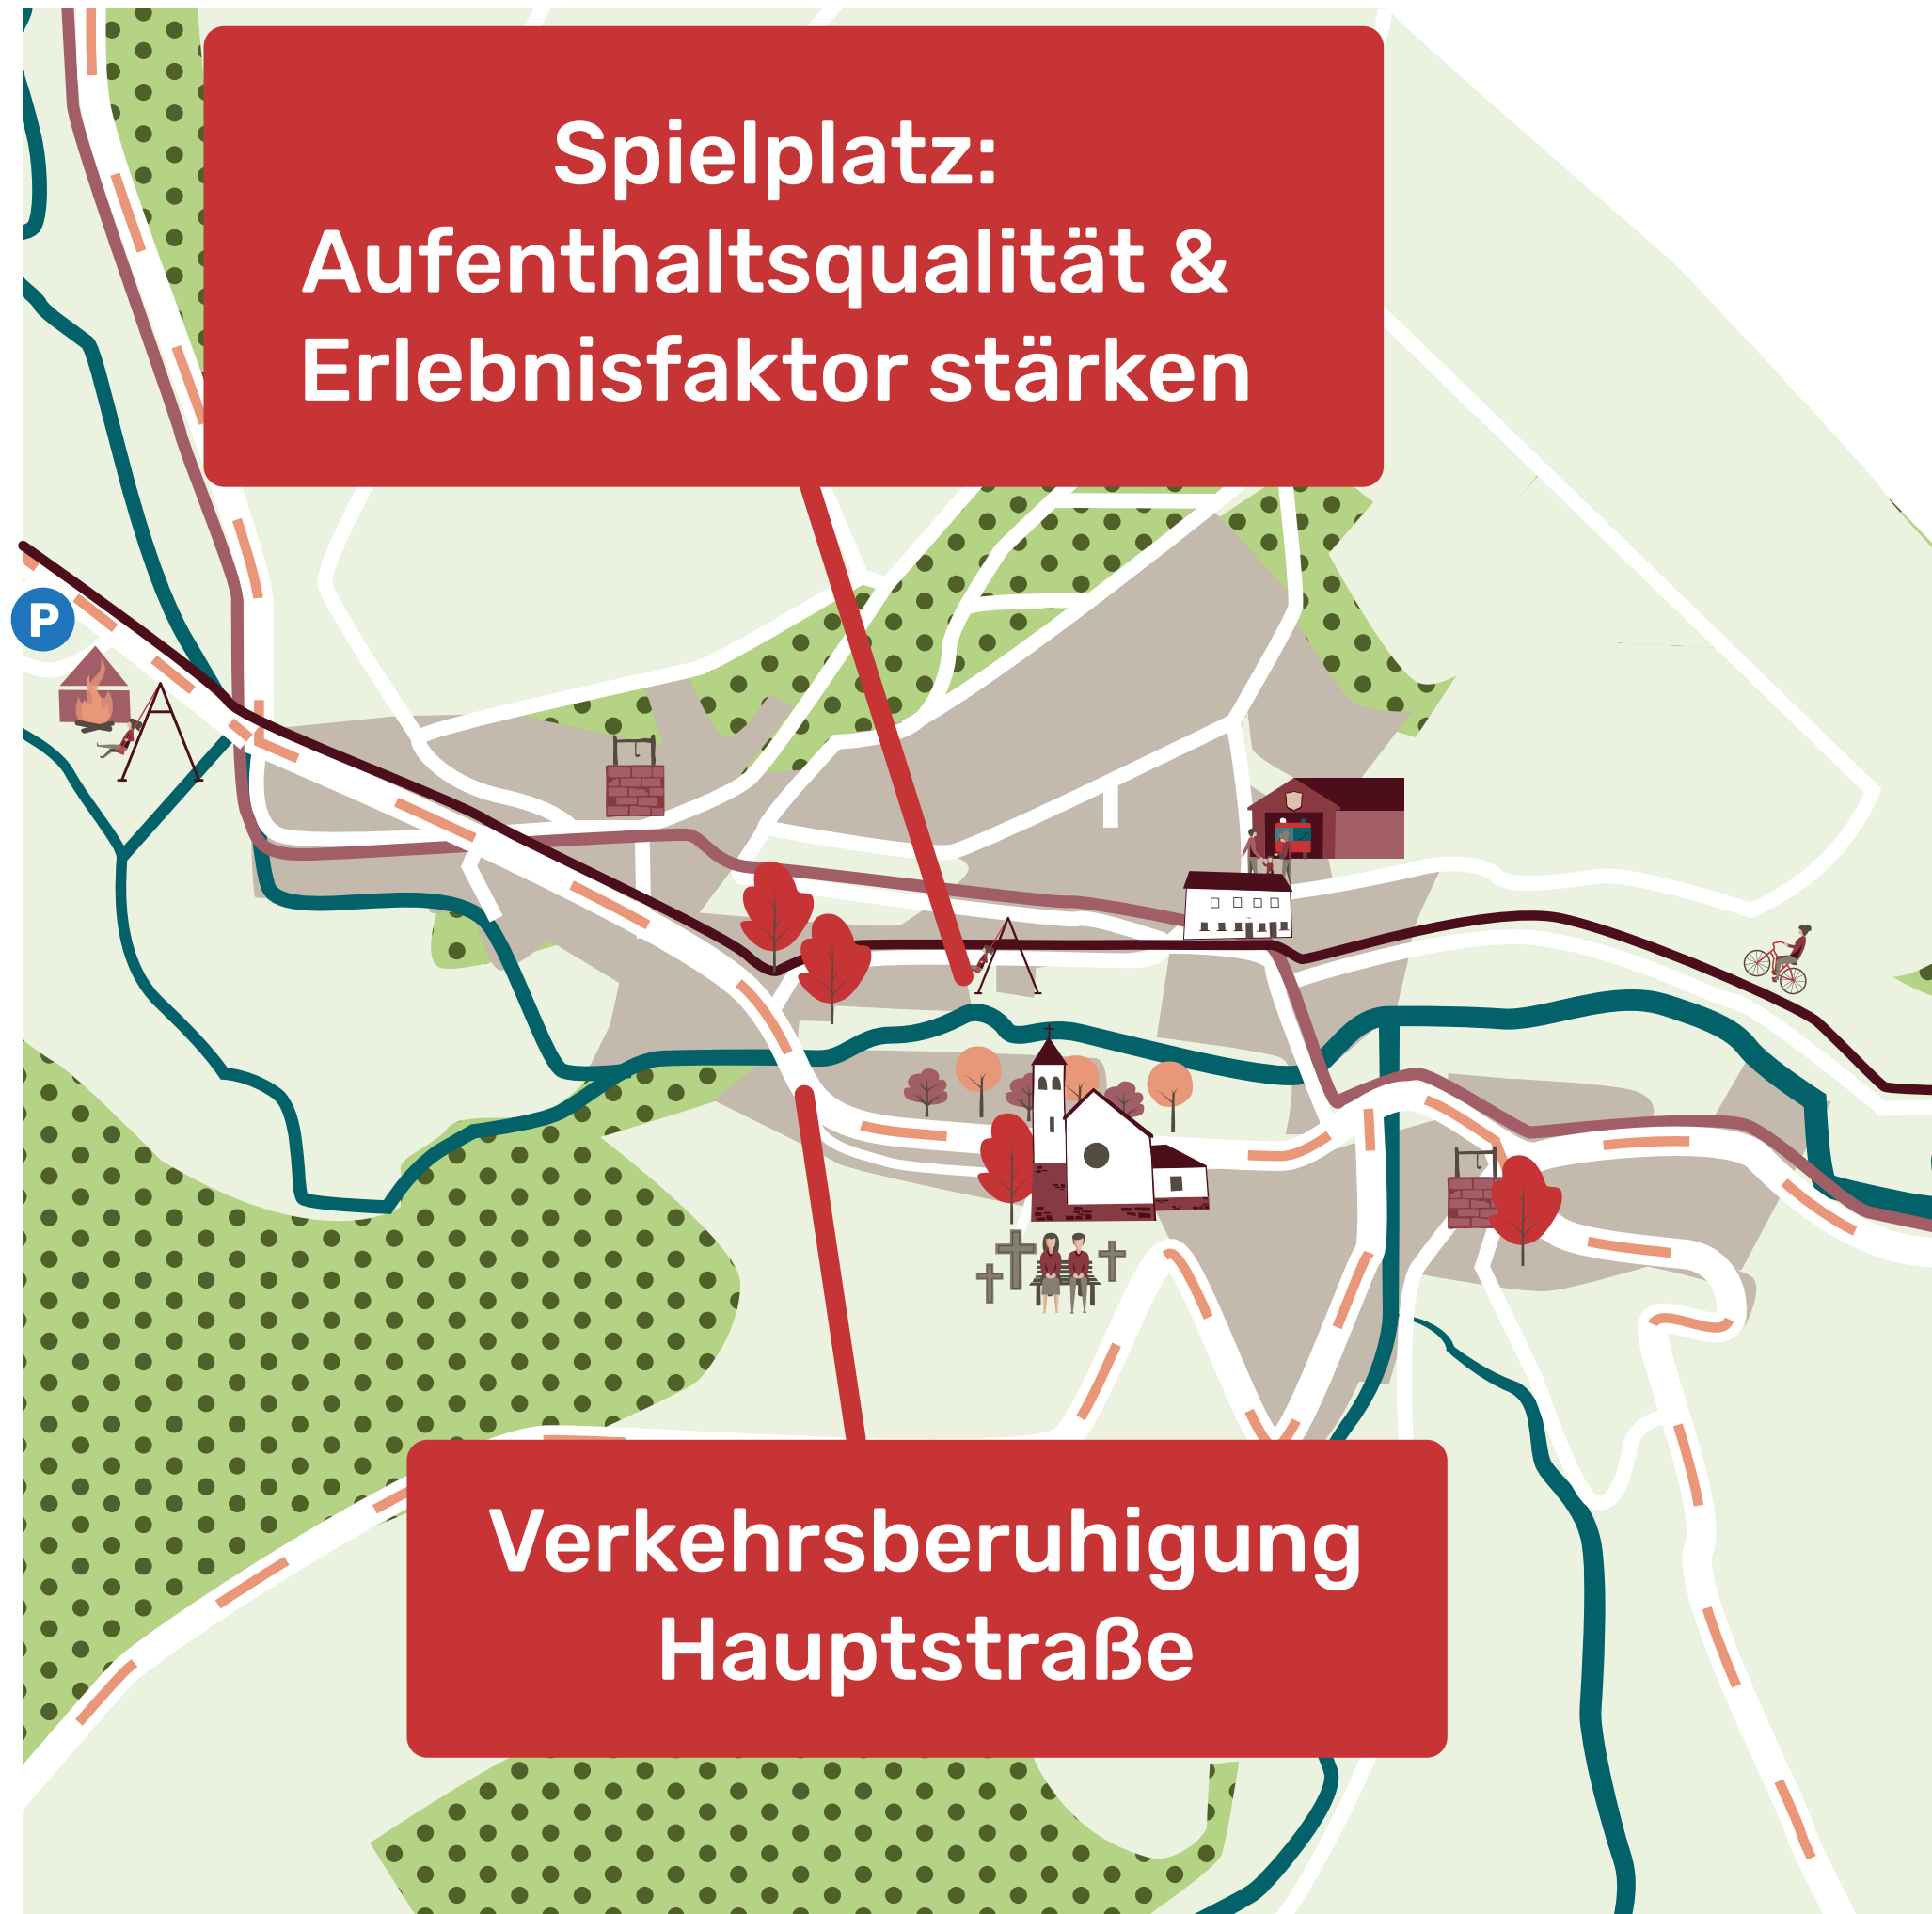 Spielplatz:
Aufenthaltsqualität &
Erlebnisfaktor stärken
P
Verkehrsberuhigung
Hauptstraße